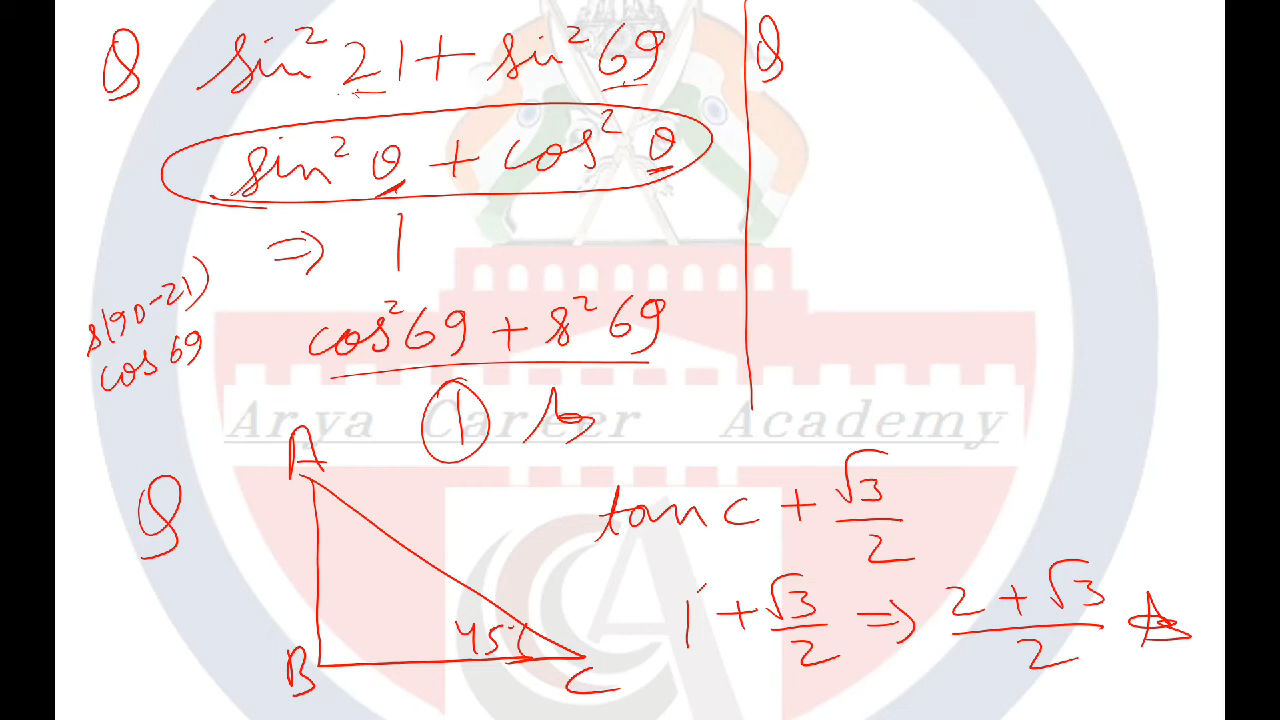 Q sin² 21 + sin² 69
sin² θ + cos² θ
⇒ 1
s(90-21)
cos 69
cos² 69 + s² 69
1
Q
Arya Career Academy
Q
A
B
C
45°
tan C + √3/2
1 + √3/2 ⇒ 2 + √3/2